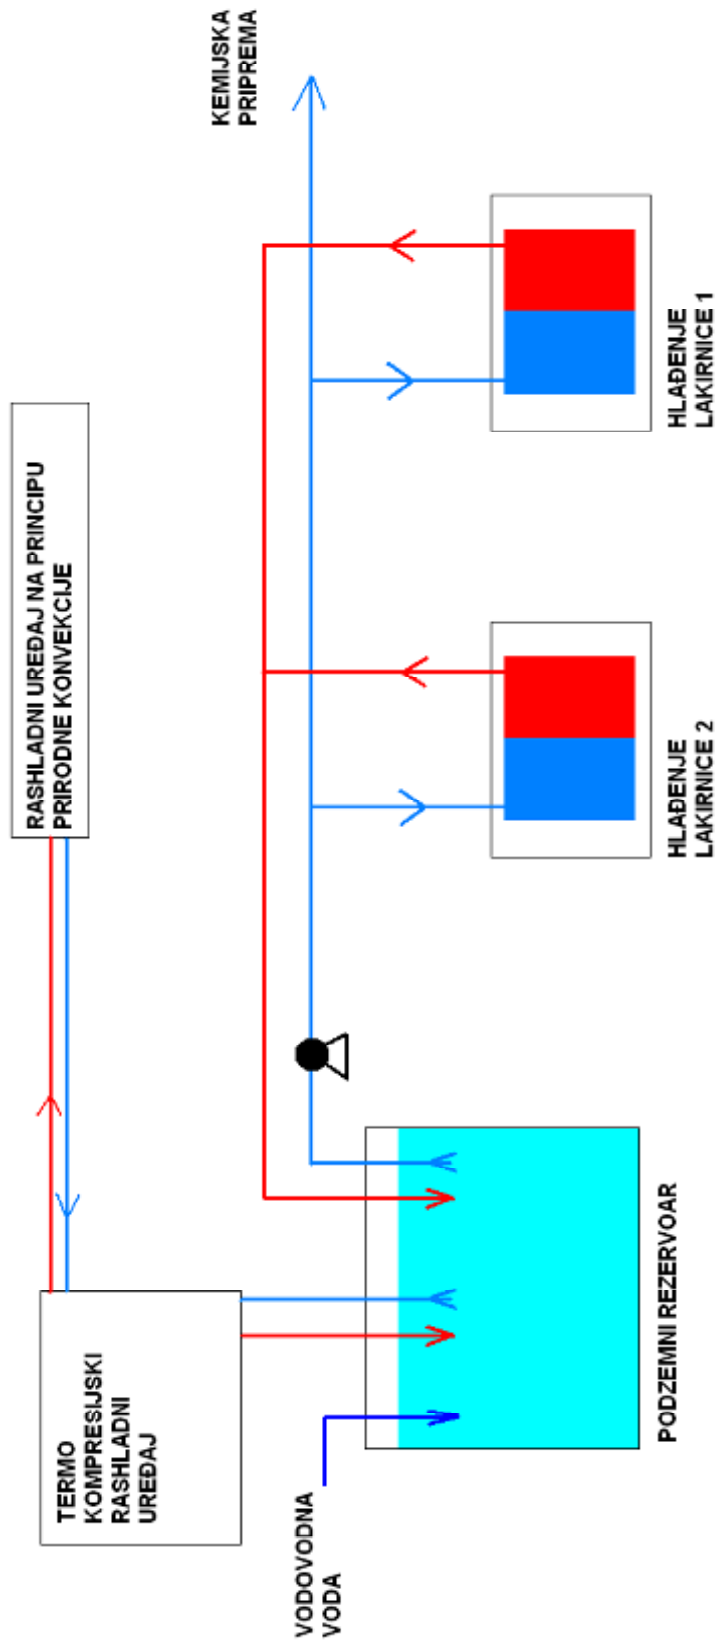 TERMO
KOMPRESIJSKI
RASHLADNI
UREĐAJ
RASHLADNI UREĐAJ NA PRINCIPU
PRIRODNE KONVEKCIJE
KEMIJSKA
PRIPREMA
VODOVODNA
VODA
PODZEMNI REZERVOAR
HLAĐENJE
LAKIRNICE 2
HLAĐENJE
LAKIRNICE 1